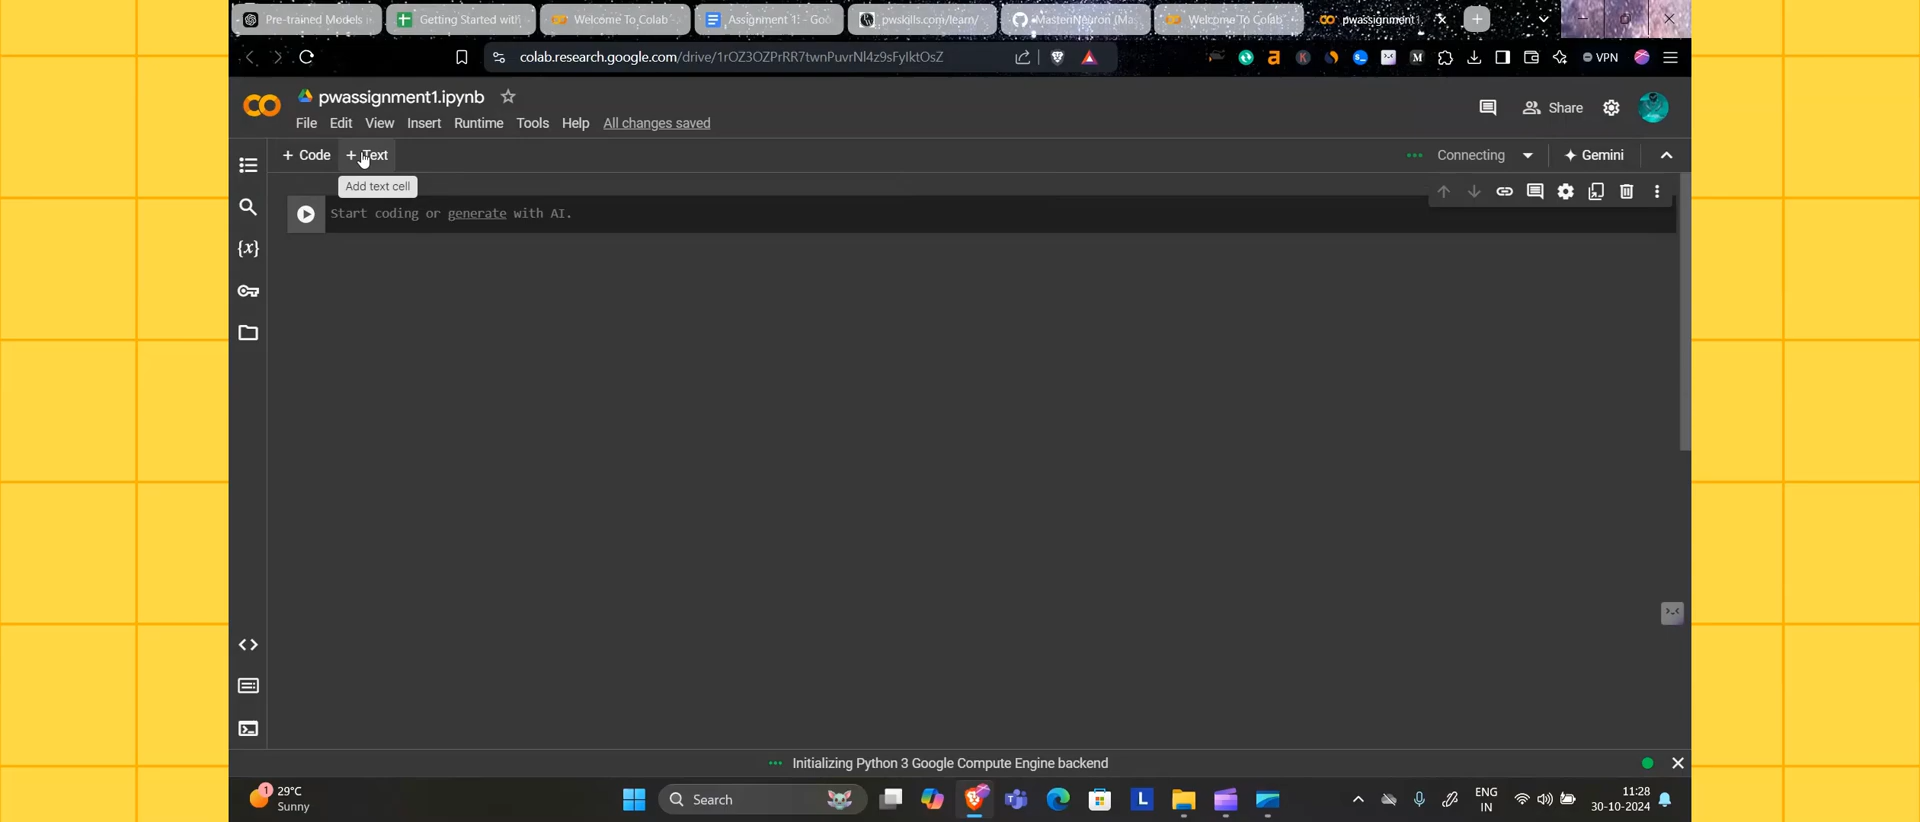 Pre-trained Models i
Getting Started with
Welcome To Colab -
Assignment 1: - Goo
pwskills.com/learn/
MasteriNeuron (Ma
Welcome To Colab -
pwassignment1.
colab.research.google.com/drive/1rOZ3OZPrRR7twnPuvrNl4z9sFyIktOsZ
VPN
pwassignment1.ipynb
File Edit View Insert Runtime Tools Help All changes saved
Share
+ Code + Text
Connecting
Gemini
Add text cell
Start coding or generate with AI.
{x}
Initializing Python 3 Google Compute Engine backend
1
29°C
Sunny
Search
L
ENG
IN
11:28
30-10-2024